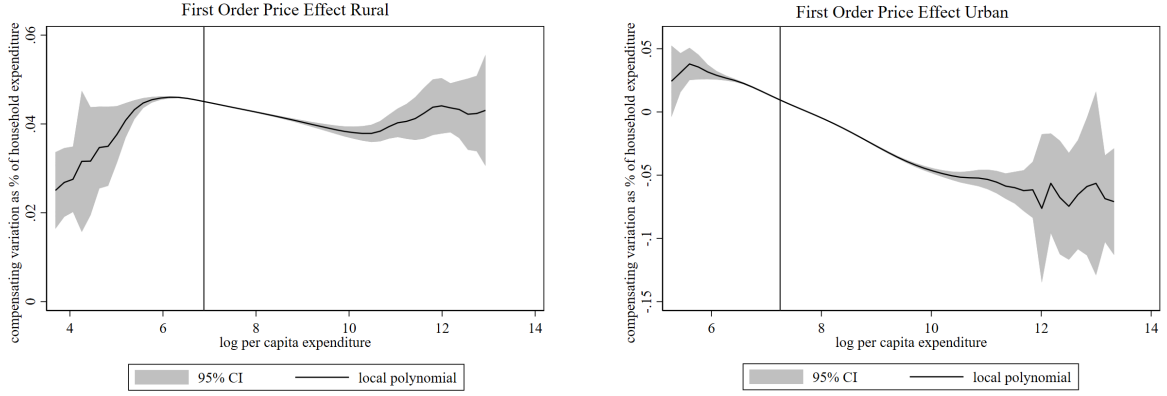 First Order Price Effect Rural
compensating variation as % of household expenditure
.06
.04
.02
0
4 6 8 10 12 14
log per capita expenditure
95% CI local polynomial
First Order Price Effect Urban
compensating variation as % of household expenditure
.05
0
-.05
-.1
-.15
6 8 10 12 14
log per capita expenditure
95% CI local polynomial